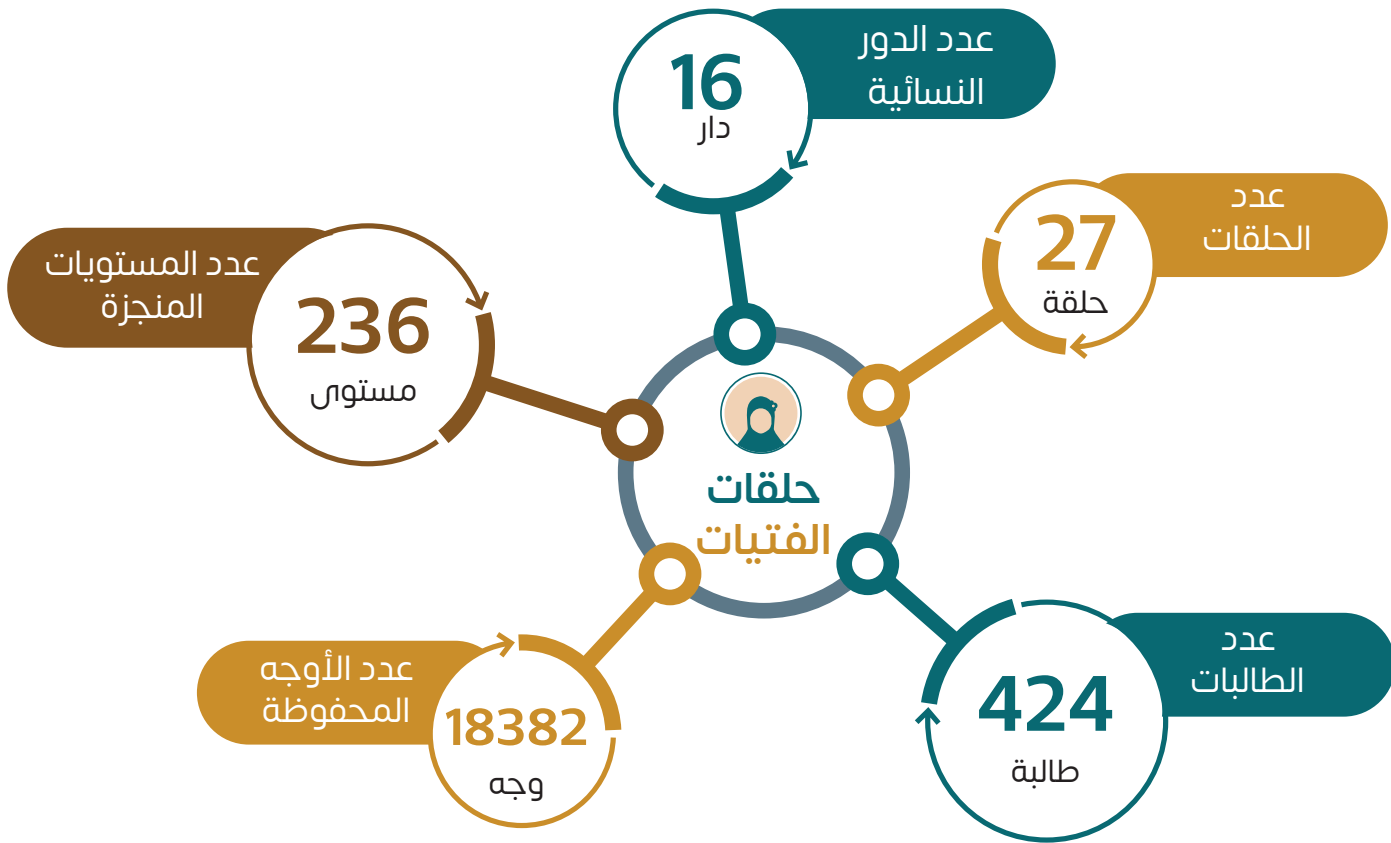 عدد الدور
النسائية
16
دار
عدد
الحلقات
27
حلقة
عدد المستويات
المنجزة
236
مستوى
حلقات
الفتيات
عدد
الطالبات
424
طالبة
عدد الأوجه
المحفوظة
18382
وجه